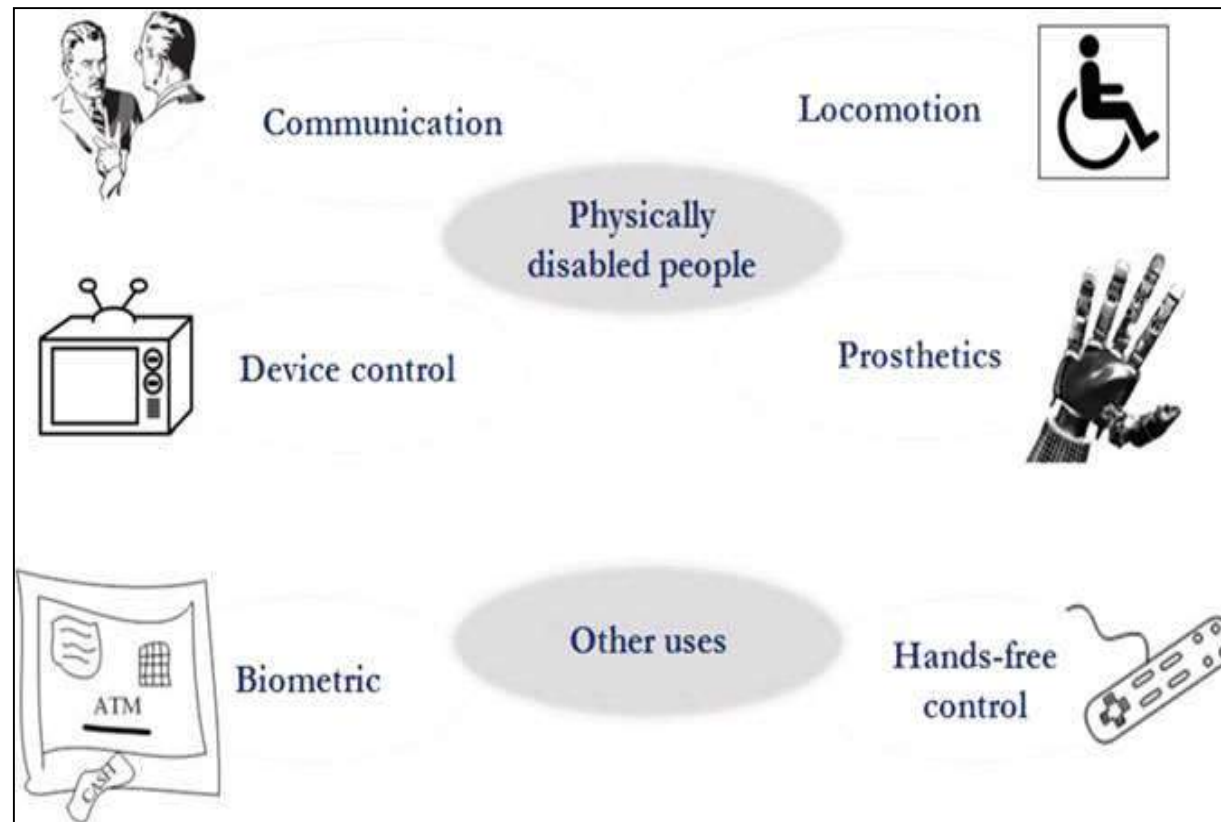 Communication
Locomotion
Physically
disabled people
Device control
Prosthetics
Other uses
Biometric
ATM
CASH
Hands-free
control